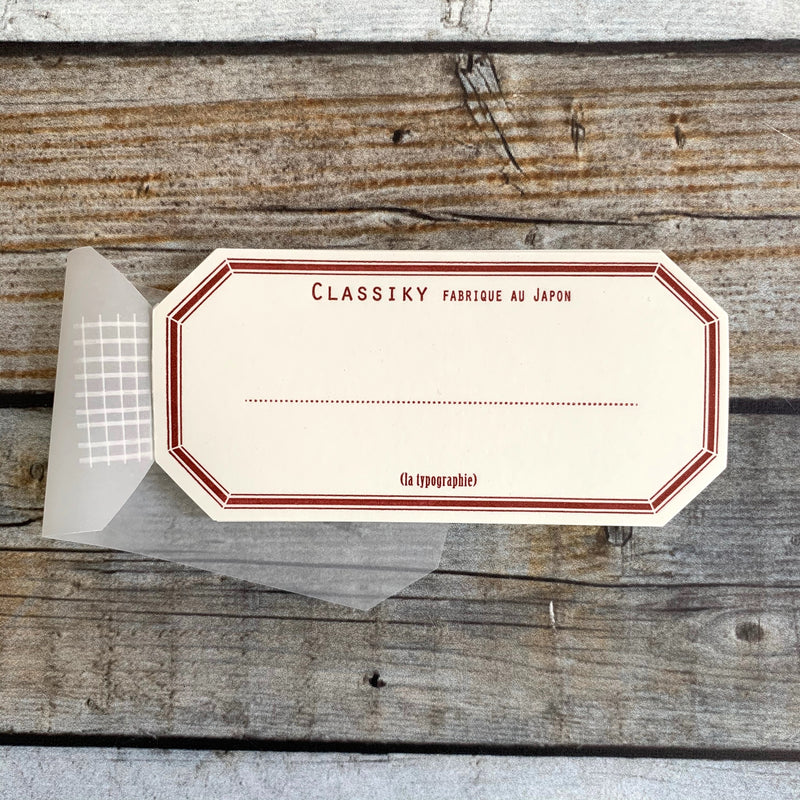 CLASSIKY FABRIQUE AU JAPON
(la typographie)